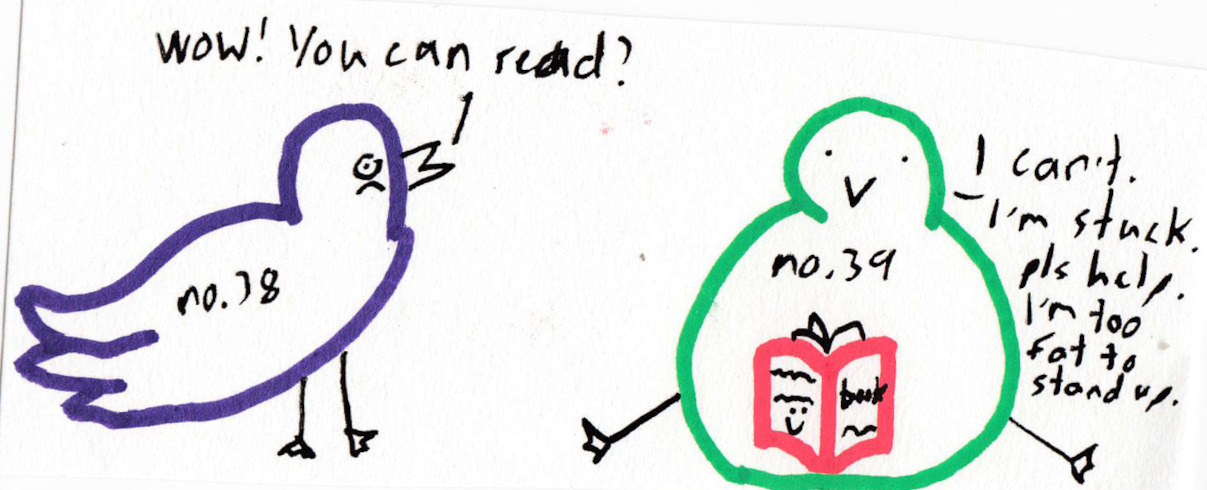 wow! You can read?
no.38
I can't.
I'm stuck.
pls help.
I'm too
fat to
stand up.
no.39
book